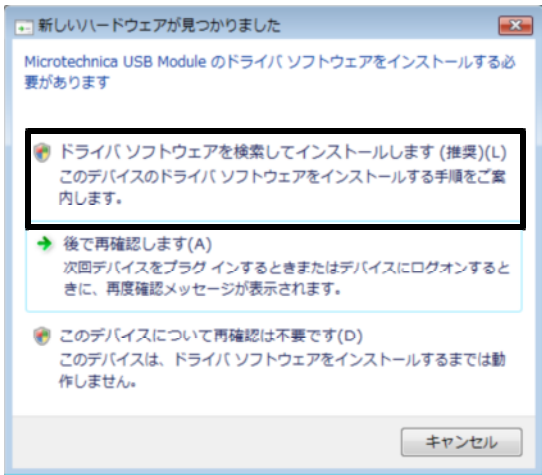 新しいハードウェアが見つかりました
Microtechnica USB Module のドライバ ソフトウェアをインストールする必
要があります
ドライバ ソフトウェアを検索してインストールします (推奨)(L)
このデバイスのドライバ ソフトウェアをインストールする手順をご案
内します。
後で再確認します(A)
次回デバイスをプラグ インするときまたはデバイスにログオンすると
きに、再度確認メッセージが表示されます。
このデバイスについて再確認は不要です(D)
このデバイスは、ドライバ ソフトウェアをインストールするまでは動
作しません。
キャンセル